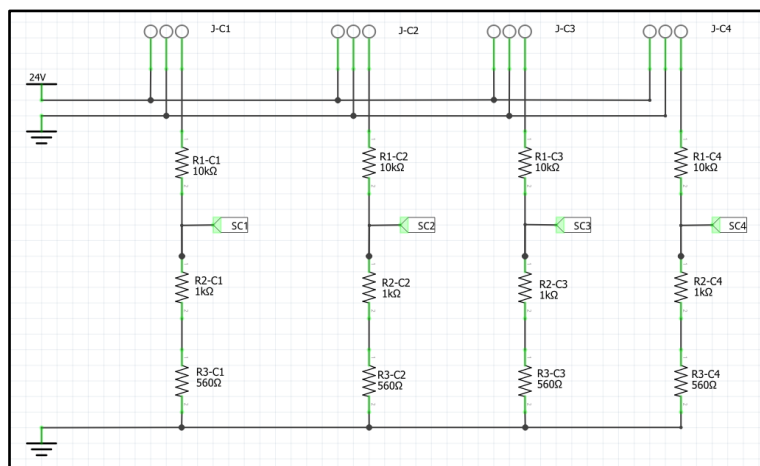 J-C1
J-C2
J-C3
J-C4
24V
R1-C1
10kΩ
R1-C2
10kΩ
R1-C3
10kΩ
R1-C4
10kΩ
SC1
SC2
SC3
SC4
R2-C1
1kΩ
R2-C2
1kΩ
R2-C3
1kΩ
R2-C4
1kΩ
R3-C1
560Ω
R3-C2
560Ω
R3-C3
560Ω
R3-C4
560Ω